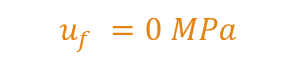 u_f = 0 MPa